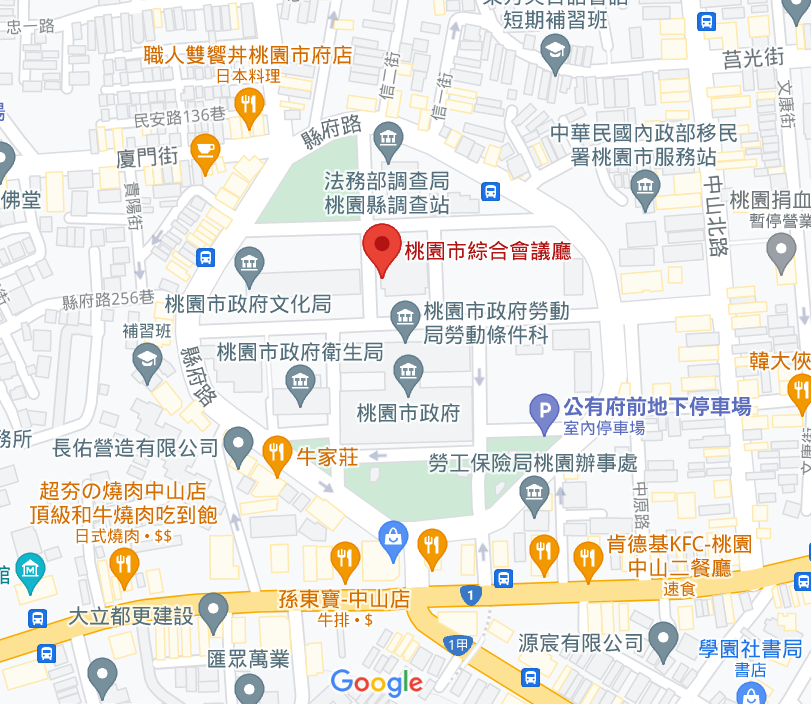 忠一路
短期補習班
莒光街
職人雙饗丼桃園市府店
日本料理
信二街
信一街
文康街
民安路136巷
縣府路
廈門街
中華民國內政部移民
署桃園市服務站
佛堂
貴陽街
法務部調查局
桃園縣調查站
中山北路
桃園捐血
暫停營業
桃園市綜合會議廳
縣府路256巷
桃園市政府文化局
桃園市政府勞動
局勞動條件科
補習班
縣府路
桃園市政府衛生局
韓大俠
桃園市政府
公有府前地下停車場
室內停車場
務所
長佑營造有限公司
牛家莊
勞工保險局桃園辦事處
超夯の燒肉中山店
頂級和牛燒肉吃到飽
日式燒肉 • $$
中原路
肯德基KFC-桃園
中山二餐廳
速食
館
孫東寶-中山店
牛排 • $
1
大立都更建設
1甲
源宸有限公司
學園社書局
書店
匯眾萬業
Google